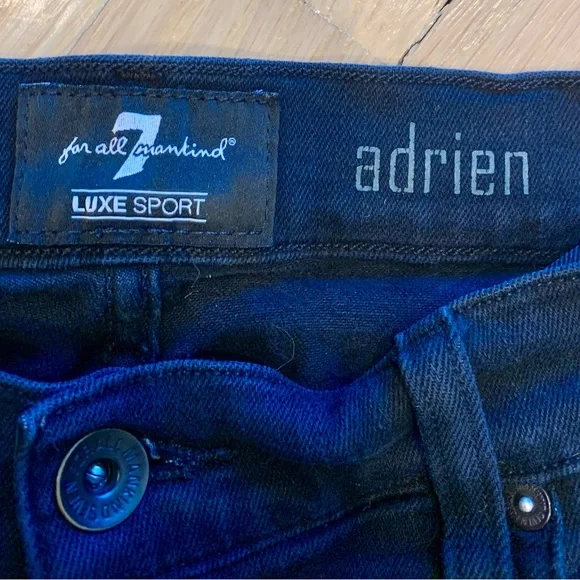 7
for all mankind®
LUXE SPORT
adrien